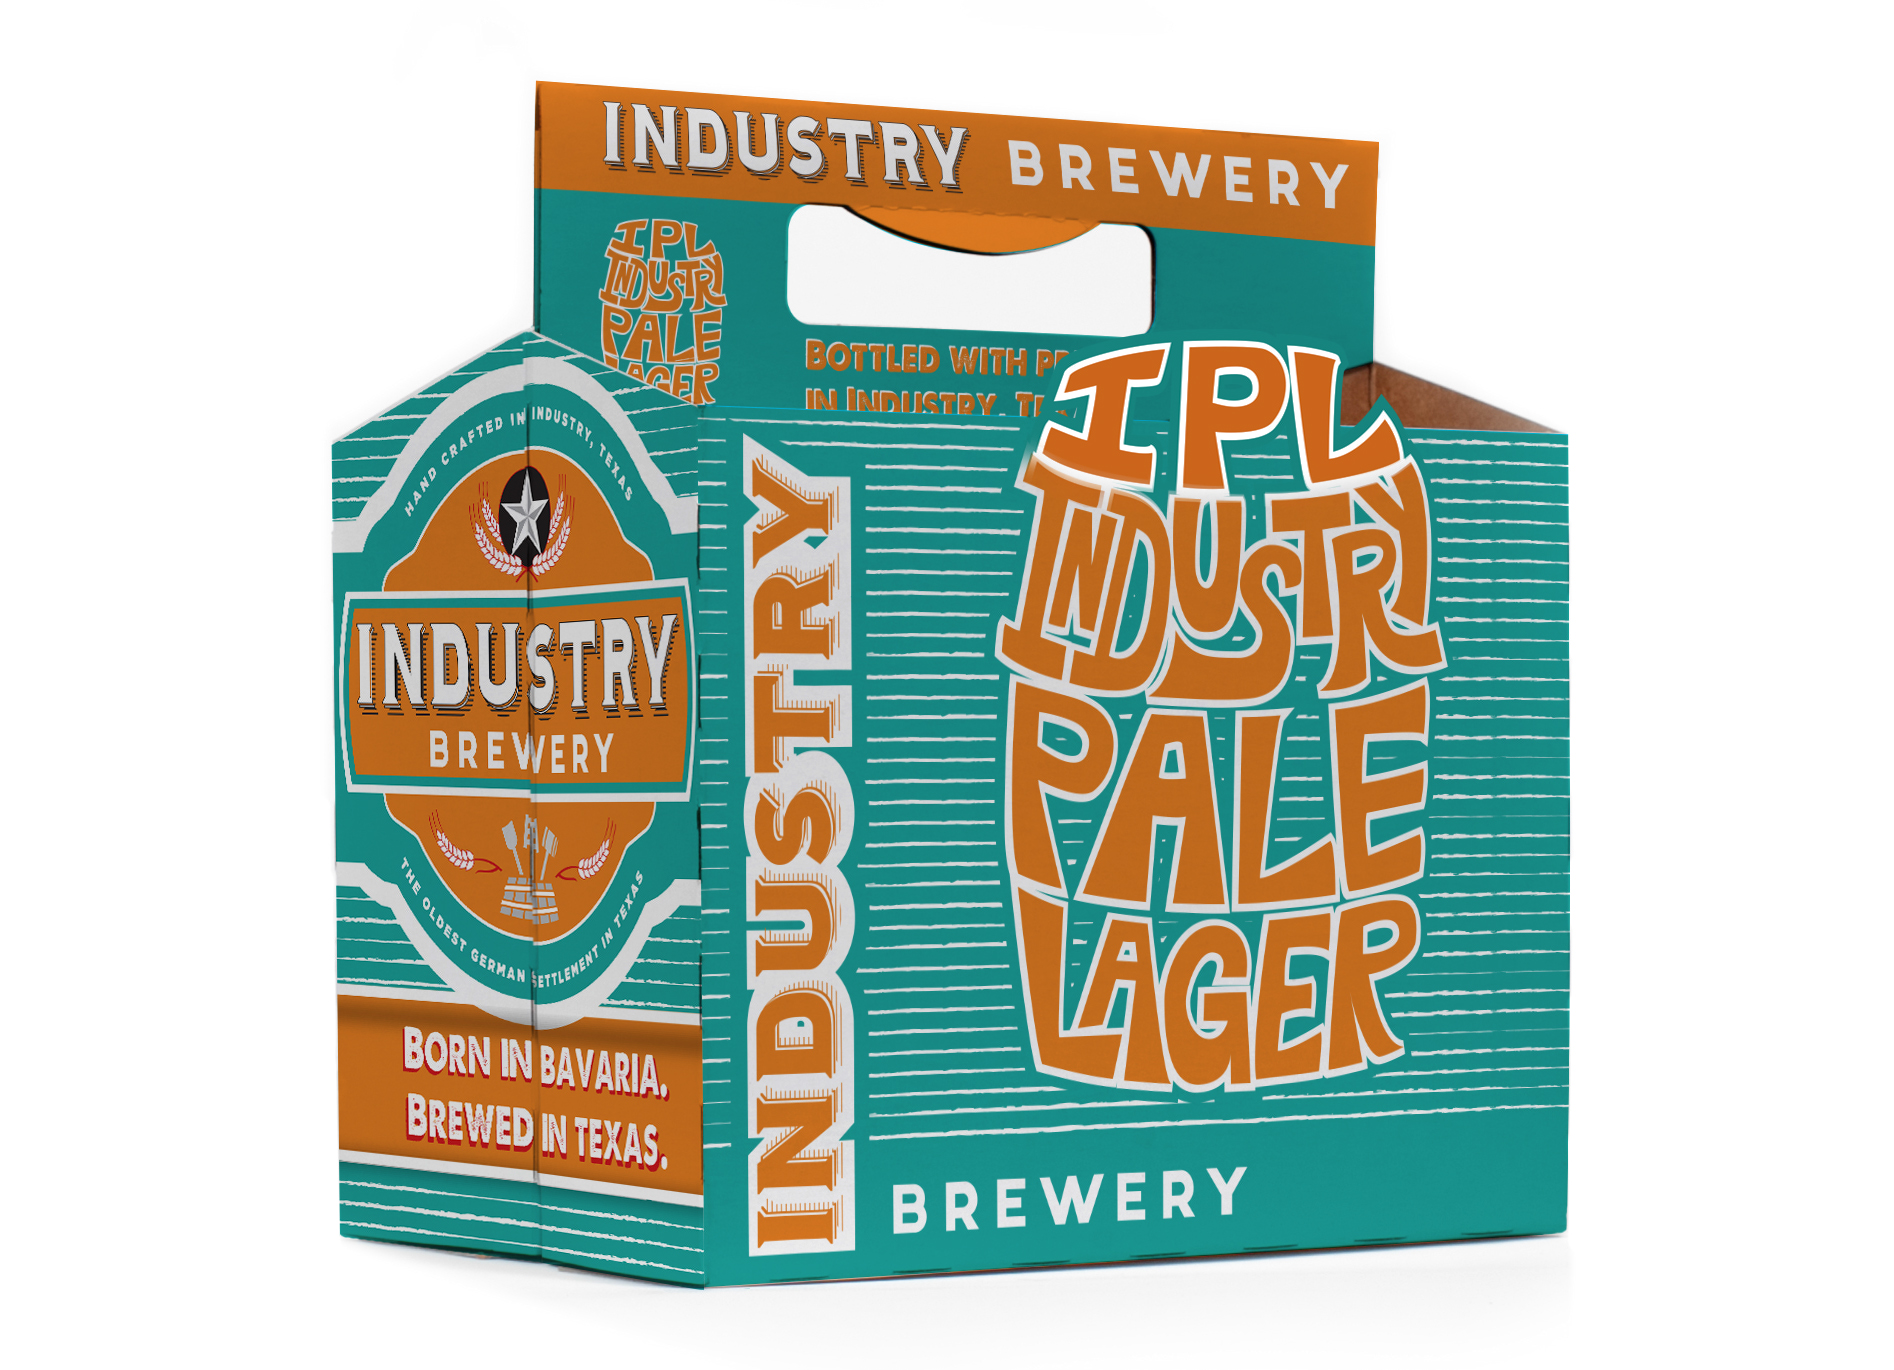 INDUSTRY BREWERY
IPL
INDUSTRY
PALE
LAGER
BOTTLED WITH
IN INDUSTRY,
HAND CRAFTED IN INDUSTRY, TEXAS
INDUSTRY
BREWERY
THE OLDEST GERMAN SETTLEMENT IN TEXAS
BORN IN BAVARIA.
BREWED IN TEXAS.
INDUSTRY
BREWERY
IPL
INDUSTRY
PALE
LAGER